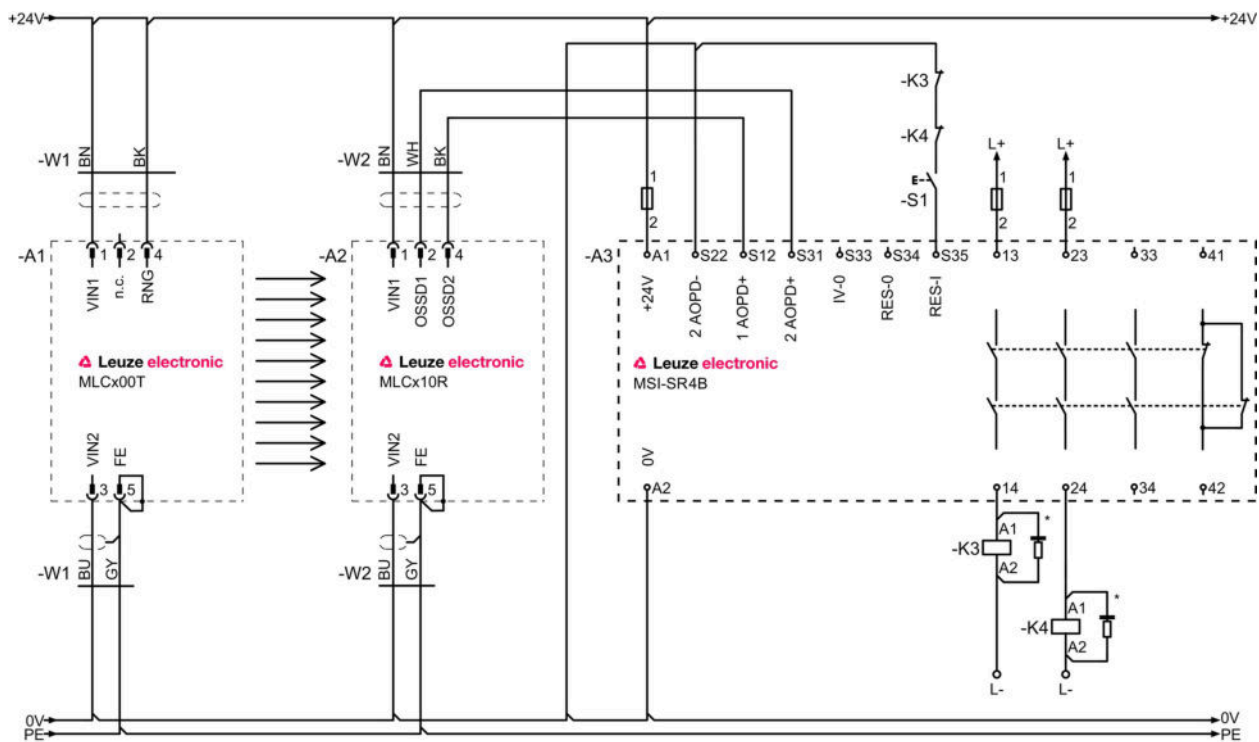 +24V
+24V
-K3
-K4
L+
L+
-W1
BN
BK
-W2
BN
WH
BK
E
-S1
1
2
1
2
1
2
-A1
1
2
4
-A2
1
2
4
-A3
A1
S22
S12
S31
S33
S34
S35
13
23
33
41
VIN1
n.c.
RNG
VIN1
OSSD1
OSSD2
+24V
2 AOPD-
1 AOPD+
2 AOPD+
IV-0
RES-0
RES-I
Leuze electronic
MLCx00T
Leuze electronic
MLCx10R
Leuze electronic
MSI-SR4B
VIN2
FE
VIN2
FE
0V
3
5
3
5
A2
14
24
34
42
-K3
A1
A2
*
-W1
BU
GY
-W2
BU
GY
-K4
A1
A2
*
L-
L-
0V
0V
PE
PE